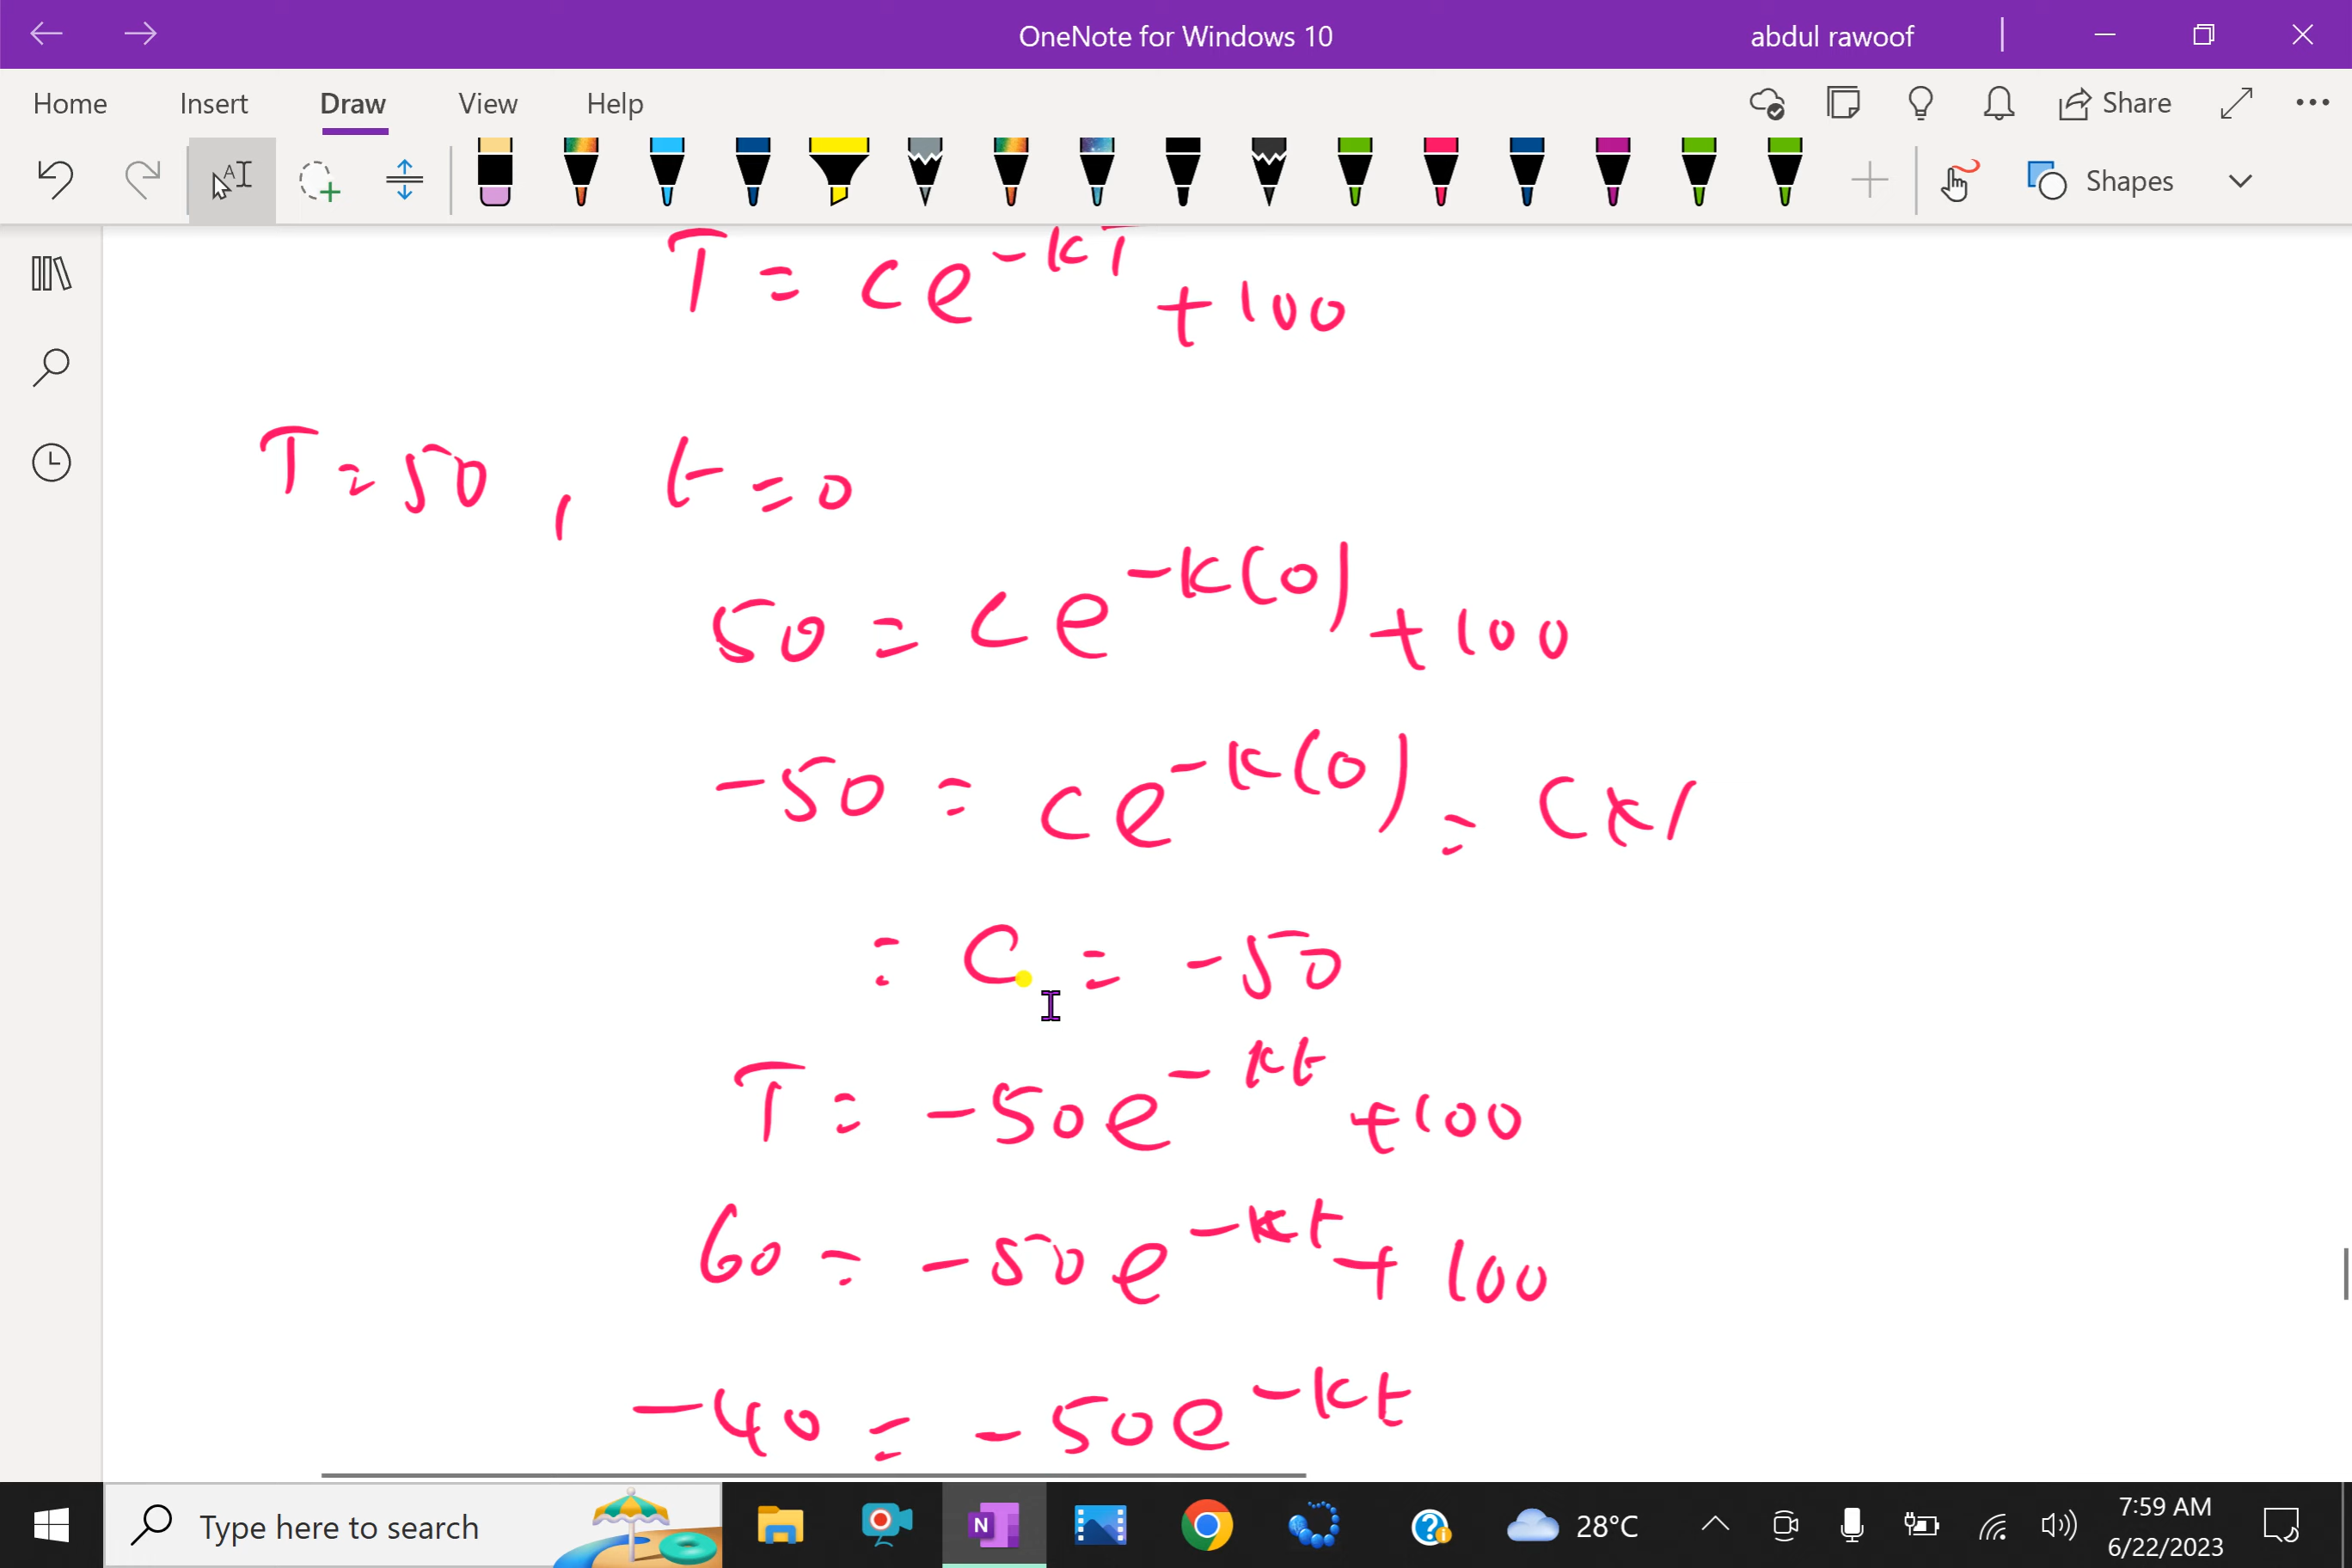 OneNote for Windows 10
abdul rawoof
Home Insert Draw View Help
Share
Shapes
T = ce^-kT + 100
T = 50 , t = 0
50 = ce^-k(0) + 100
-50 = ce^-k(0) = C×1
= C = -50
T = -50e^-kt + 100
60 = -50e^-kt + 100
-40 = -50e^-kt
Type here to search
28°C
7:59 AM
6/22/2023